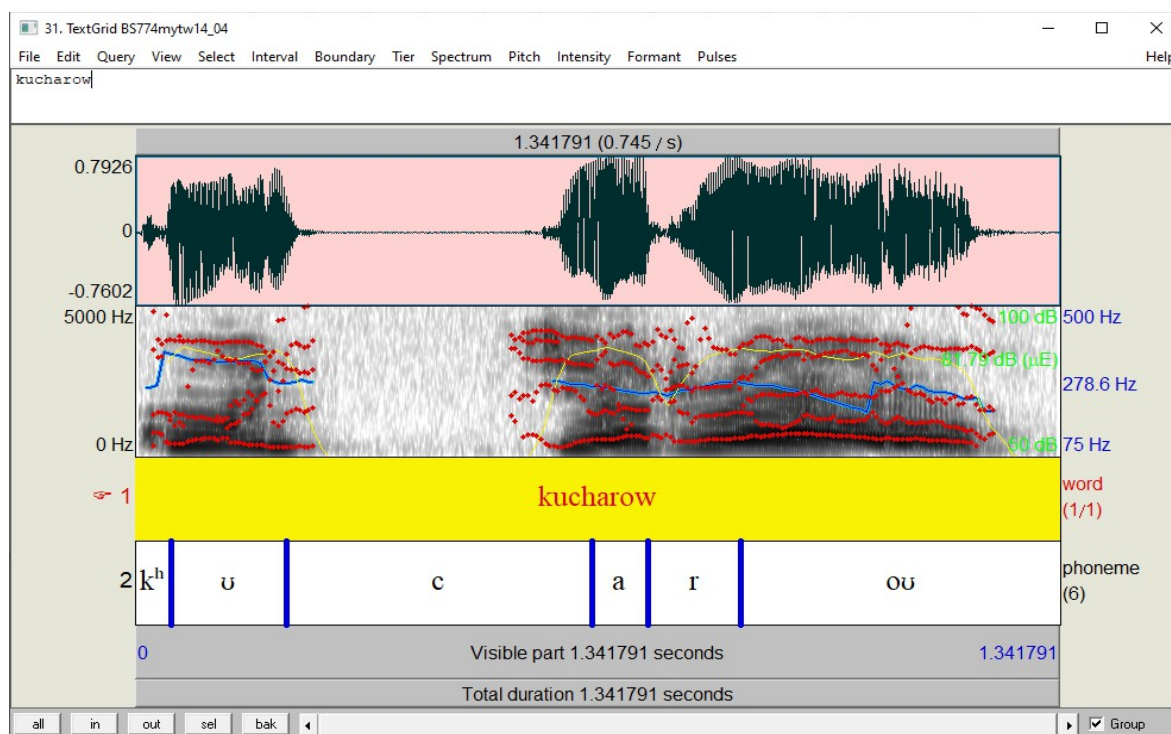 31. TextGrid BS774mytw14_04
File Edit Query View Select Interval Boundary Tier Spectrum Pitch Intensity Formant Pulses Help
kucharow
1.341791 (0.745 / s)
0.7926
0
-0.7602
5000 Hz 100 dB 500 Hz
81.79 dB (µE)
278.6 Hz
0 Hz 50 dB 75 Hz
☞ 1 kucharow word
(1/1)
2 kʰ ʊ c a r oʊ phoneme
(6)
0 Visible part 1.341791 seconds 1.341791
Total duration 1.341791 seconds
all in out sel bak Group